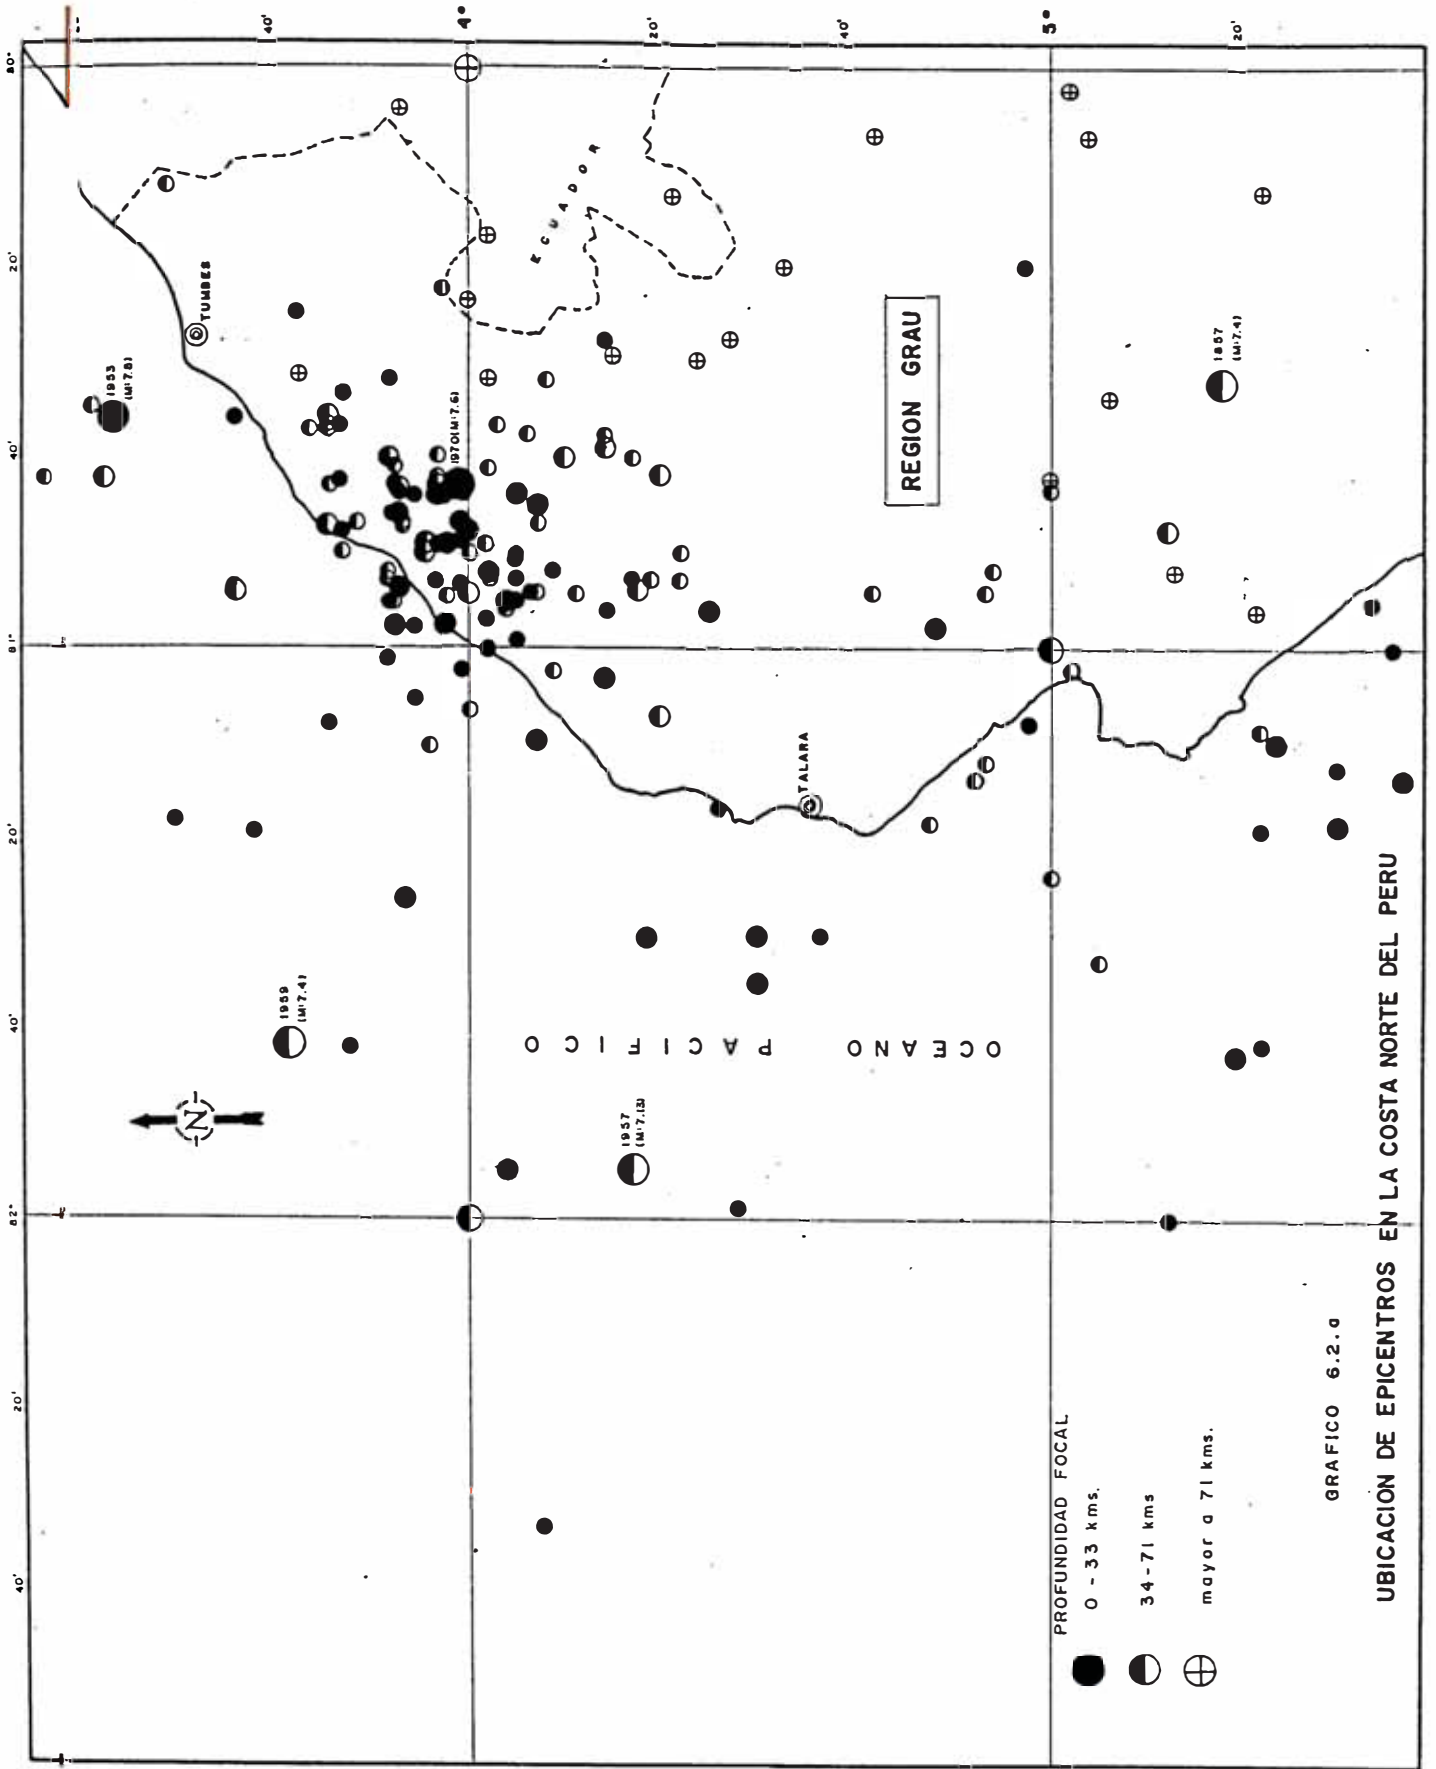 80°
20'
40'
81°
20'
40'
82°
20'
40'
40'
4°
20'
40'
5°
20'
TUMBES
1953
(M:7.8)
ECUADOR
1970(M:7.6)
REGION GRAU
1857
(M:7.4)
TALARA
1959
(M:7.4)
N
OCEANO PACIFICO
1957
PROFUNDIDAD FOCAL
0 - 33 kms.
34-71 kms
mayor a 71 kms.
GRAFICO 6.2.a
UBICACION DE EPICENTROS EN LA COSTA NORTE DEL PERU